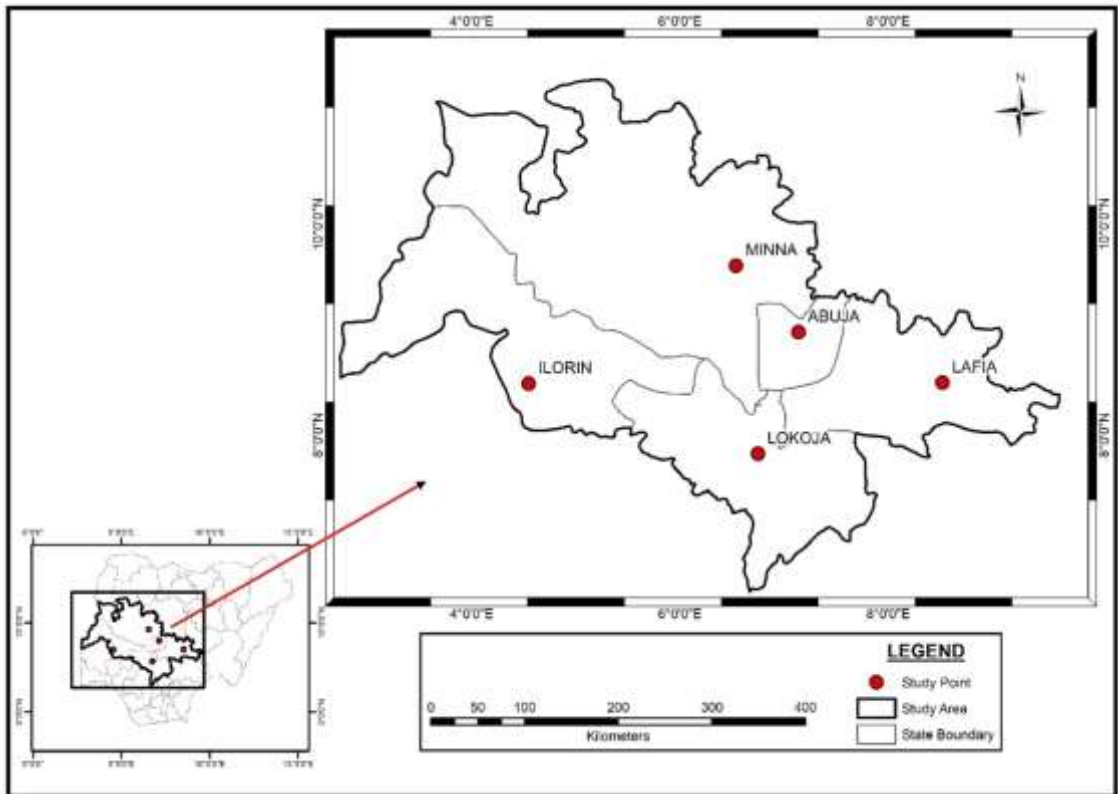 4°0'0"E 6°0'0"E 8°0'0"E
N
10°0'0"N 10°0'0"N
MINNA
ABUJA
ILORIN
LAFIA
8°0'0"N 8°0'0"N
LOKOJA
4°0'0"E 6°0'0"E 8°0'0"E
LEGEND
Study Point
Study Area
State Boundary
0 50 100 200 300 400
Kilometers